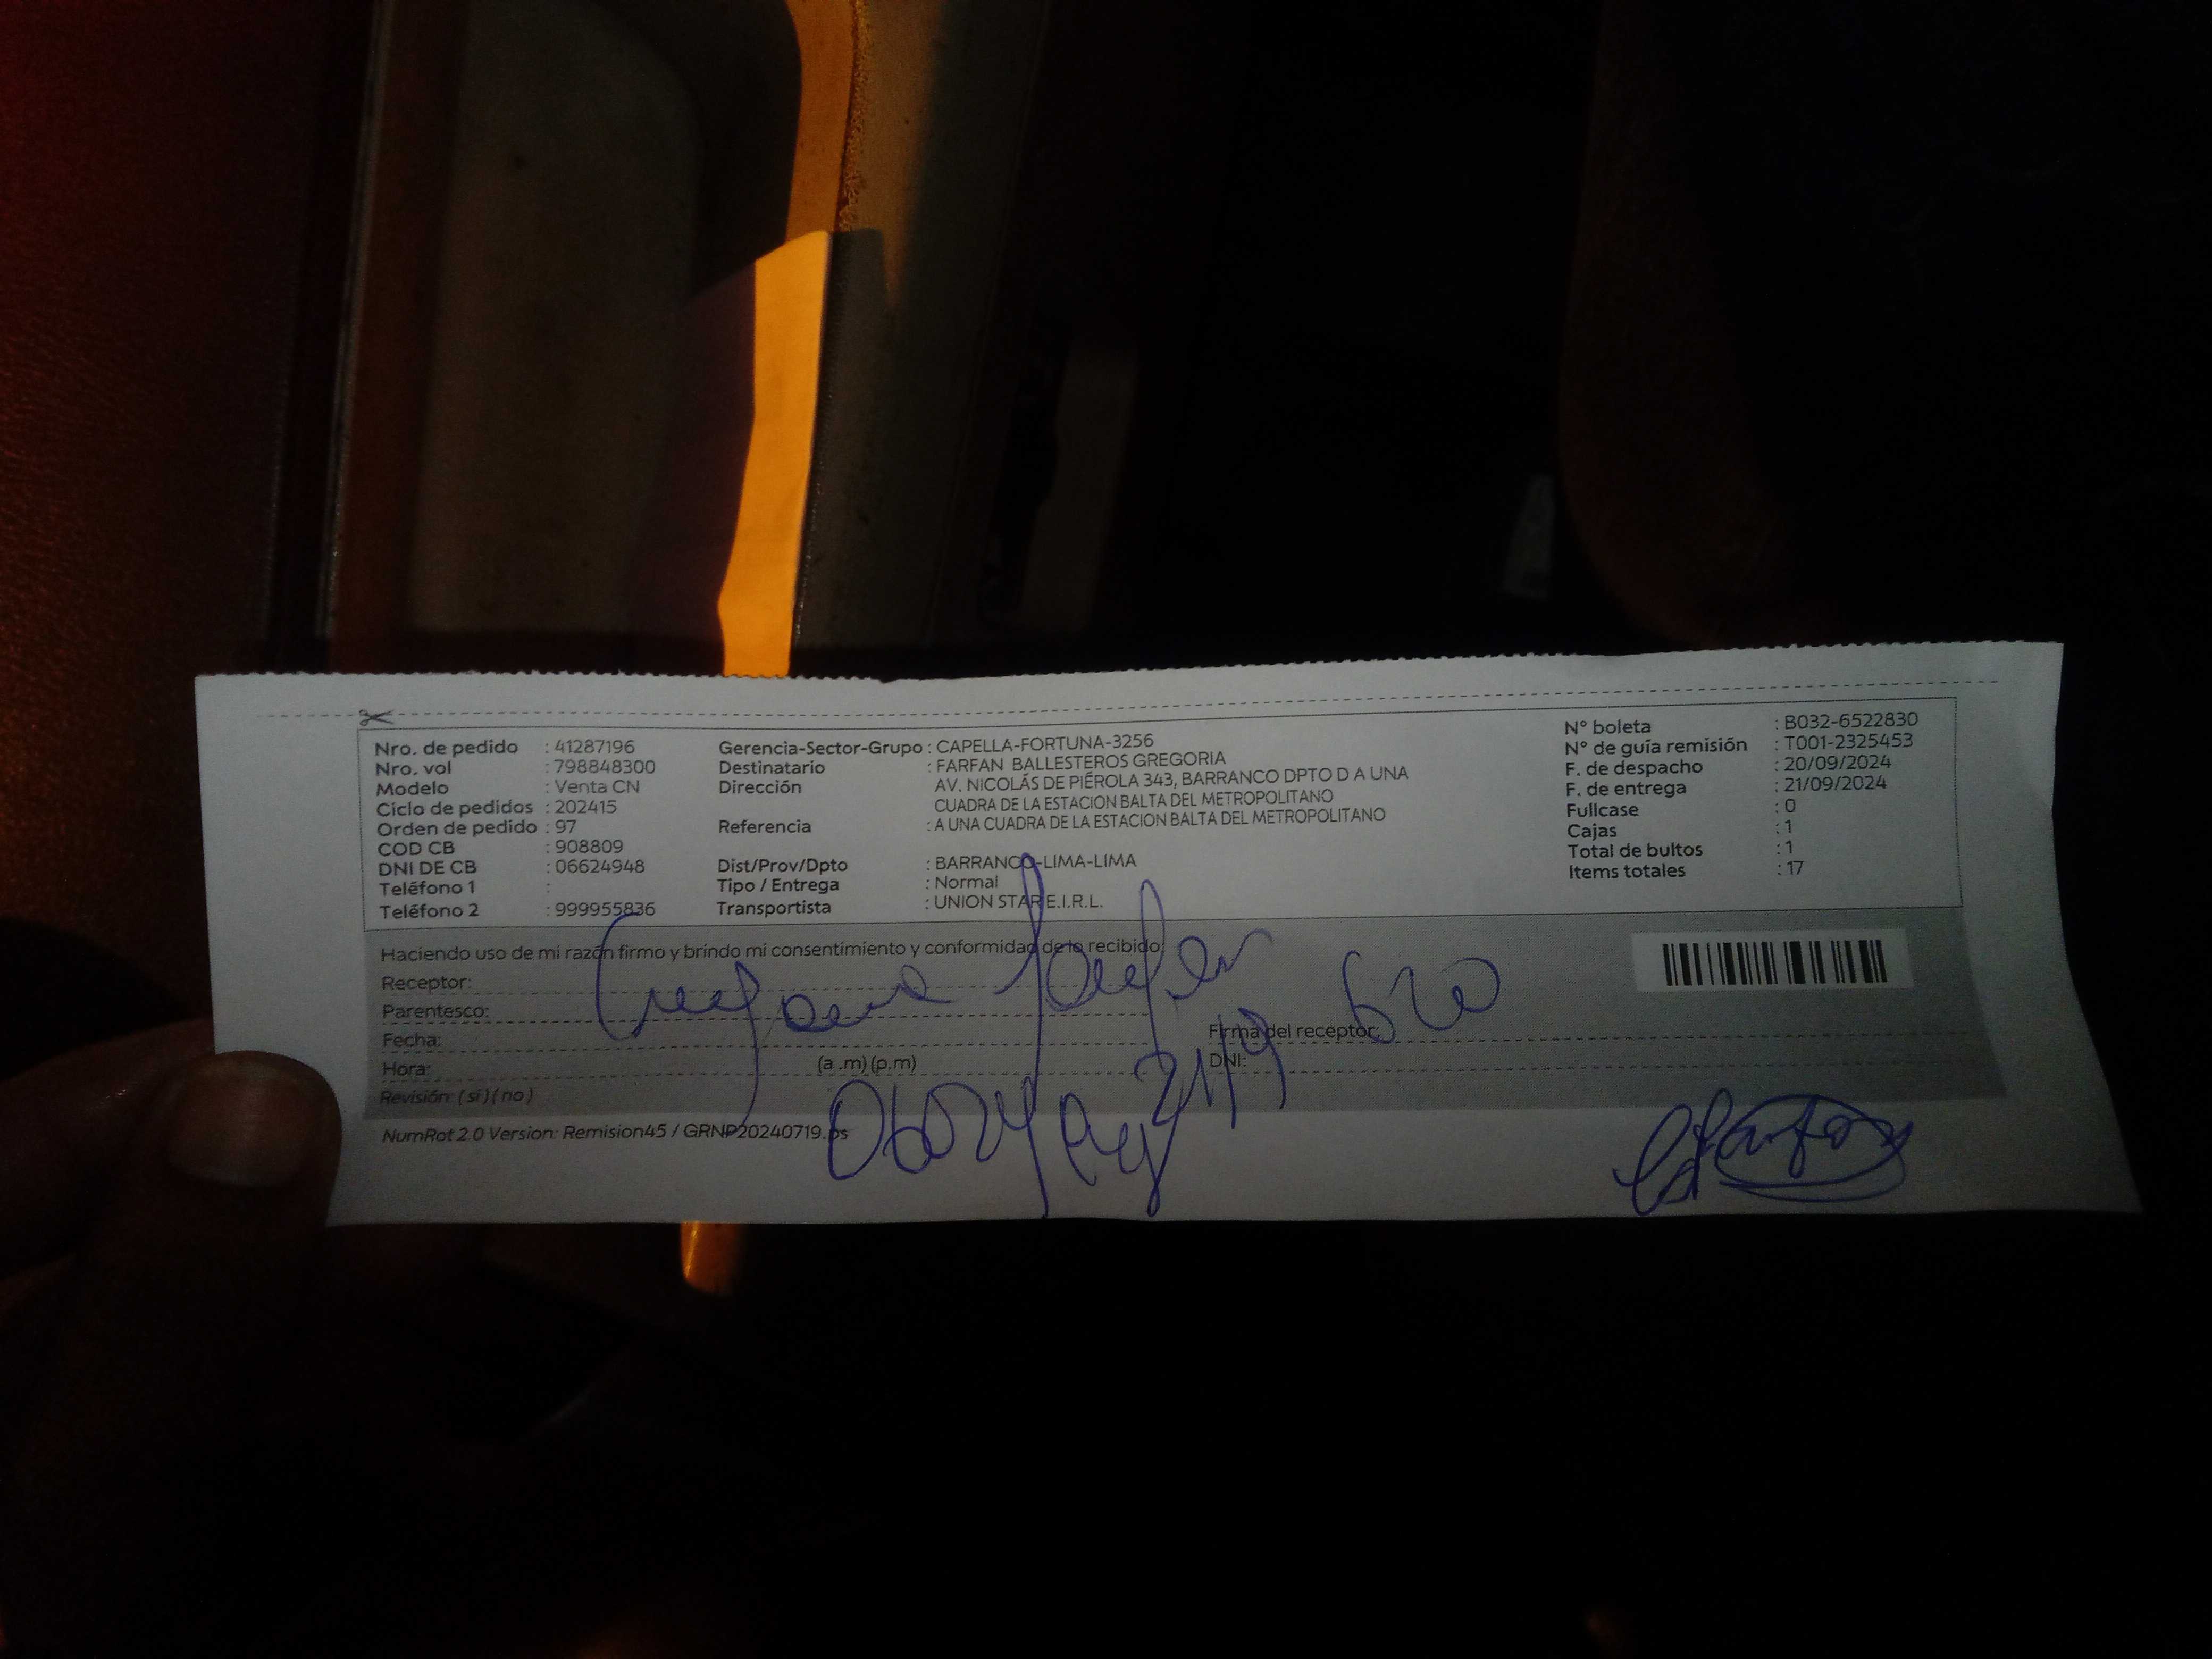 Nro. de pedido : 41287196
Nro. vol : 798848300
Modelo : Venta CN
Ciclo de pedidos : 202415
Orden de pedido : 97
COD CB : 908809
DNI DE CB : 06624948
Teléfono 1 :
Teléfono 2 : 999955836
Gerencia-Sector-Grupo : CAPELLA-FORTUNA-3256
Destinatario : FARFAN BALLESTEROS GREGORIA
Dirección AV. NICOLÁS DE PIÉROLA 343, BARRANCO DPTO D A UNA
CUADRA DE LA ESTACION BALTA DEL METROPOLITANO
Referencia : A UNA CUADRA DE LA ESTACION BALTA DEL METROPOLITANO
Dist/Prov/Dpto : BARRANCO-LIMA-LIMA
Tipo / Entrega : Normal
Transportista : UNION STAR E.I.R.L.
N° boleta : B032-6522830
N° de guía remisión : T001-2325453
F. de despacho : 20/09/2024
F. de entrega : 21/09/2024
Fullcase : 0
Cajas : 1
Total de bultos : 1
Items totales : 17
Haciendo uso de mi razón firmo y brindo mi consentimiento y conformidad de lo recibido:
Receptor:
Parentesco:
Fecha:
Hora: (a .m) (p.m)
Revisión: ( si ) ( no )
Firma del receptor:
DNI:
21/9
NumRot 2.0 Version: Remision45 / GRNP20240719.ps